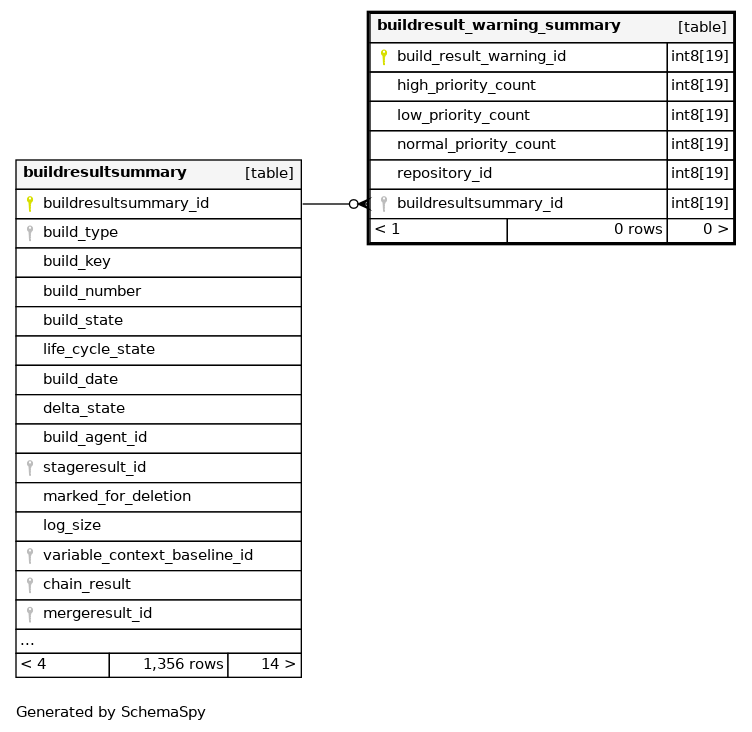 buildresult_warning_summary [table]
build_result_warning_id int8[19]
high_priority_count int8[19]
low_priority_count int8[19]
normal_priority_count int8[19]
repository_id int8[19]
buildresultsummary_id int8[19]
< 1 0 rows 0 >
buildresultsummary [table]
buildresultsummary_id
build_type
build_key
build_number
build_state
life_cycle_state
build_date
delta_state
build_agent_id
stageresult_id
marked_for_deletion
log_size
variable_context_baseline_id
chain_result
mergeresult_id
...
< 4 1,356 rows 14 >
Generated by SchemaSpy